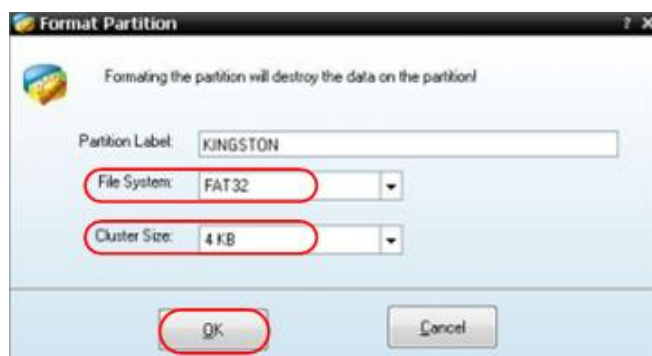 Format Partition ? X
Formating the partition will destroy the data on the partition!
Partition Label: KINGSTON
File System: FAT32
Cluster Size: 4 KB
OK Cancel